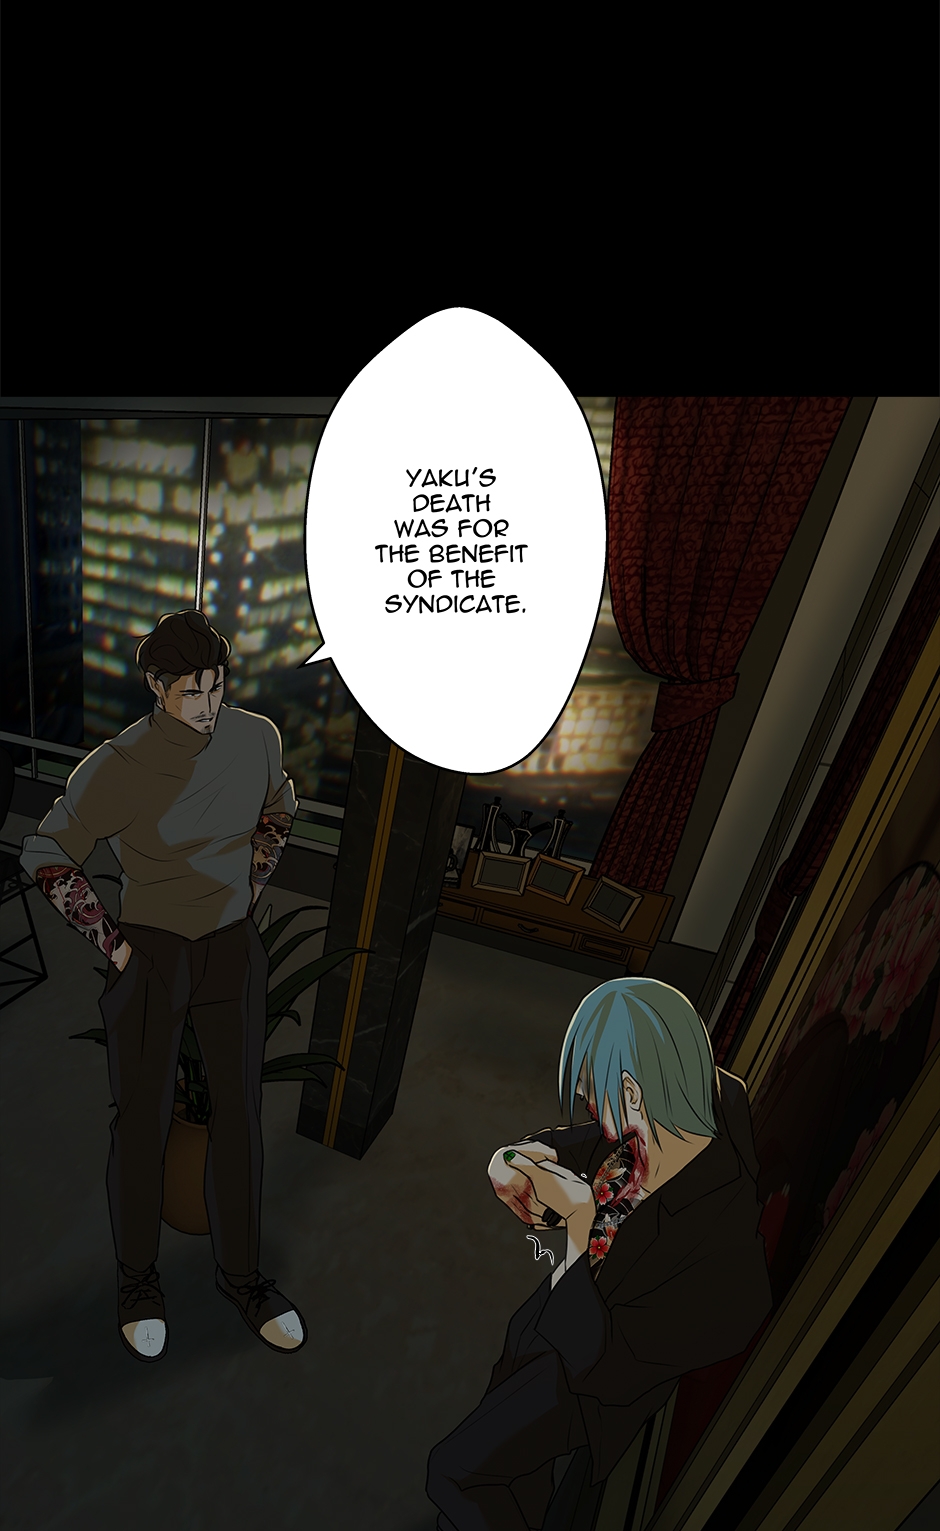 YAKU'S
DEATH
WAS FOR
THE BENEFIT
OF THE
SYNDICATE.